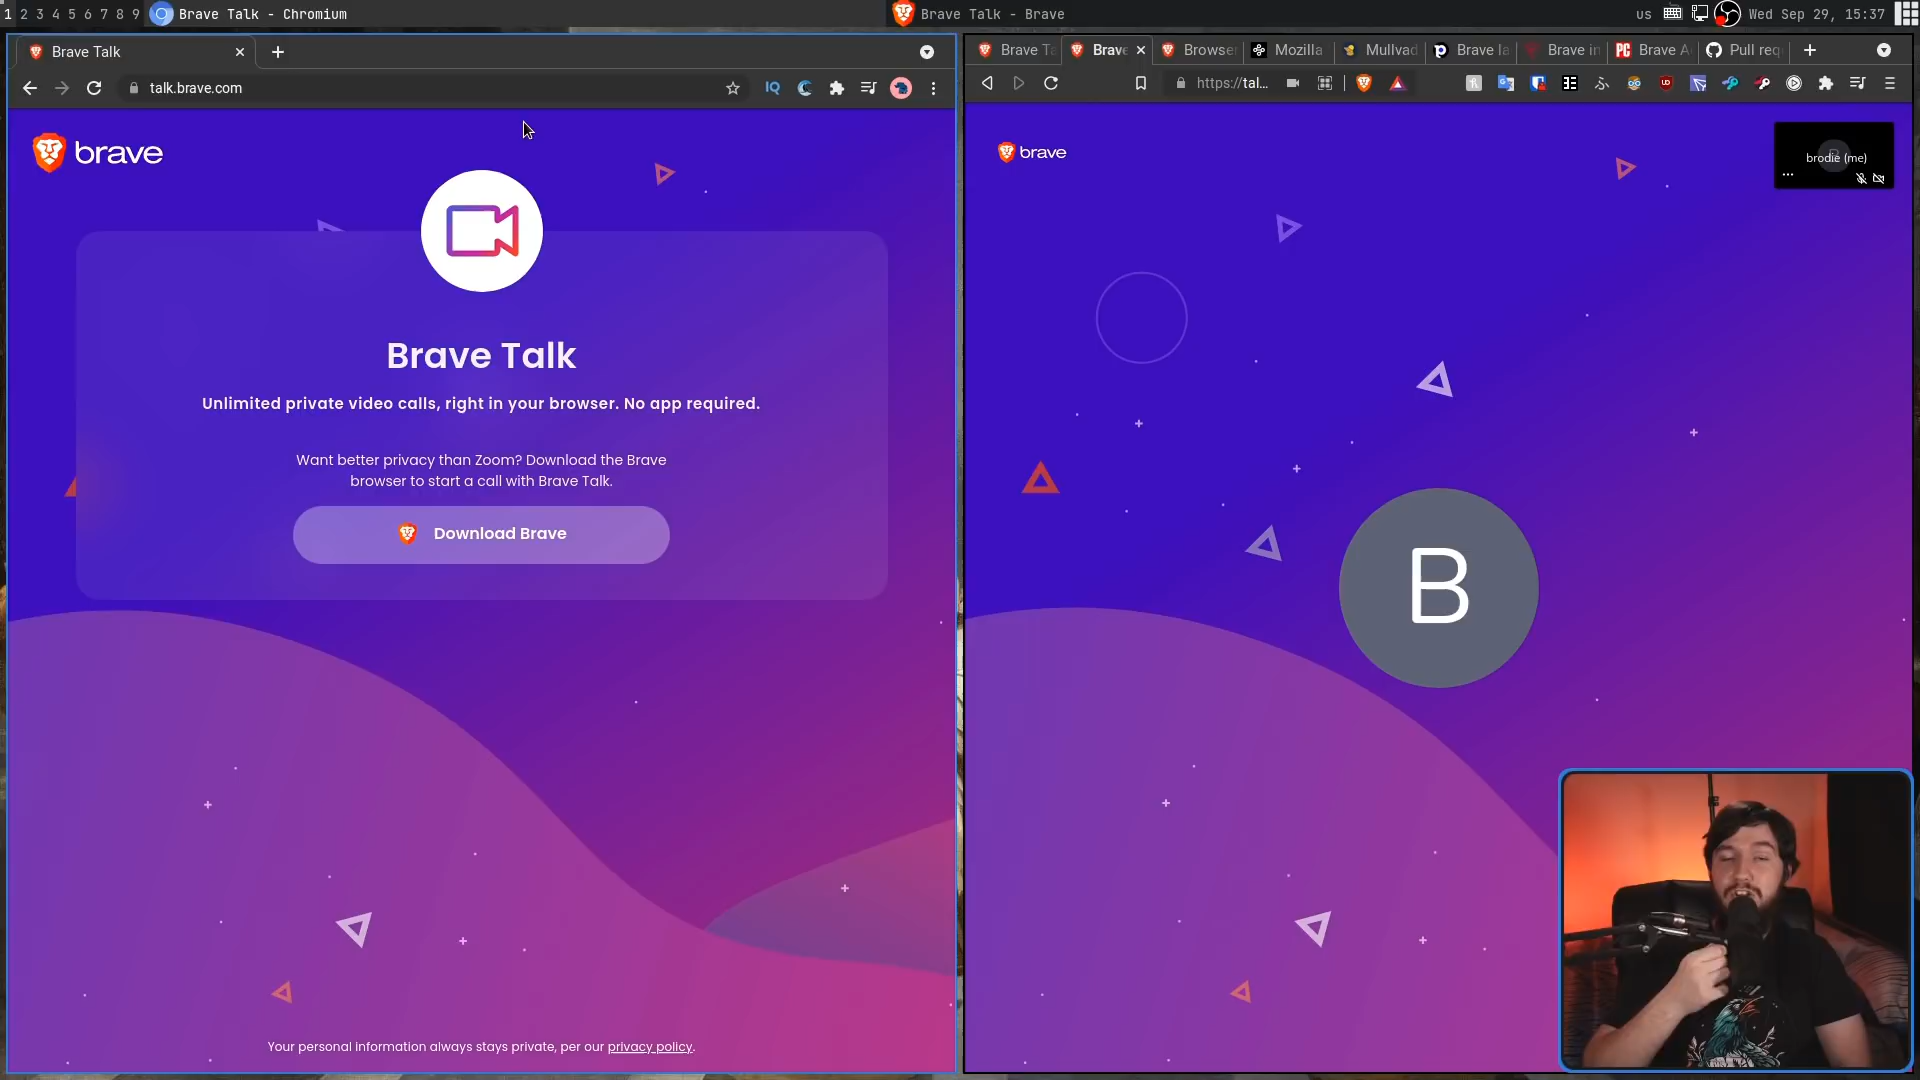 1 2 3 4 5 6 7 8 9 Brave Talk - Chromium
Brave Talk - Brave
us
Wed Sep 29, 15:37
Brave Talk
talk.brave.com
IQ
brave
Brave Talk
Unlimited private video calls, right in your browser. No app required.
Want better privacy than Zoom? Download the Brave
browser to start a call with Brave Talk.
Download Brave
Your personal information always stays private, per our privacy policy.
Brave Ta
Brave
Browser
Mozilla
Mullvad
Brave la
Brave in
PC
Brave A
Pull req
https://tal...
brave
brodie (me)
B